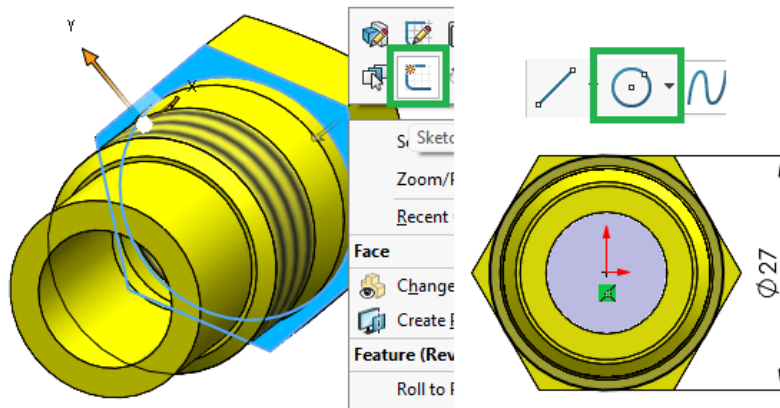 Y
X
Sketc
Zoom/
Recent
Face
Change
Create
Feature (Rev
Roll to
Ø27